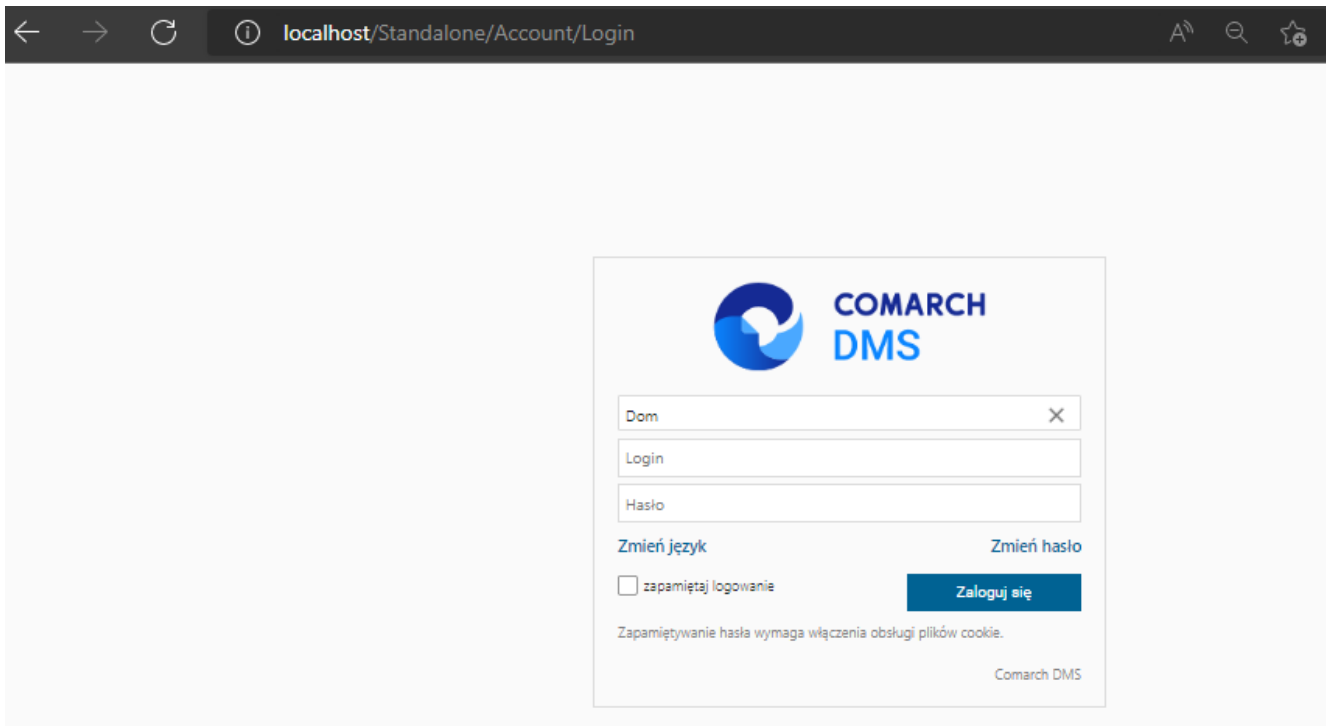 localhost/Standalone/Account/Login
COMARCH
DMS
Dom
Login
Hasło
Zmień język Zmień hasło
zapamiętaj logowanie Zaloguj się
Zapamiętywanie hasła wymaga włączenia obsługi plików cookie.
Comarch DMS